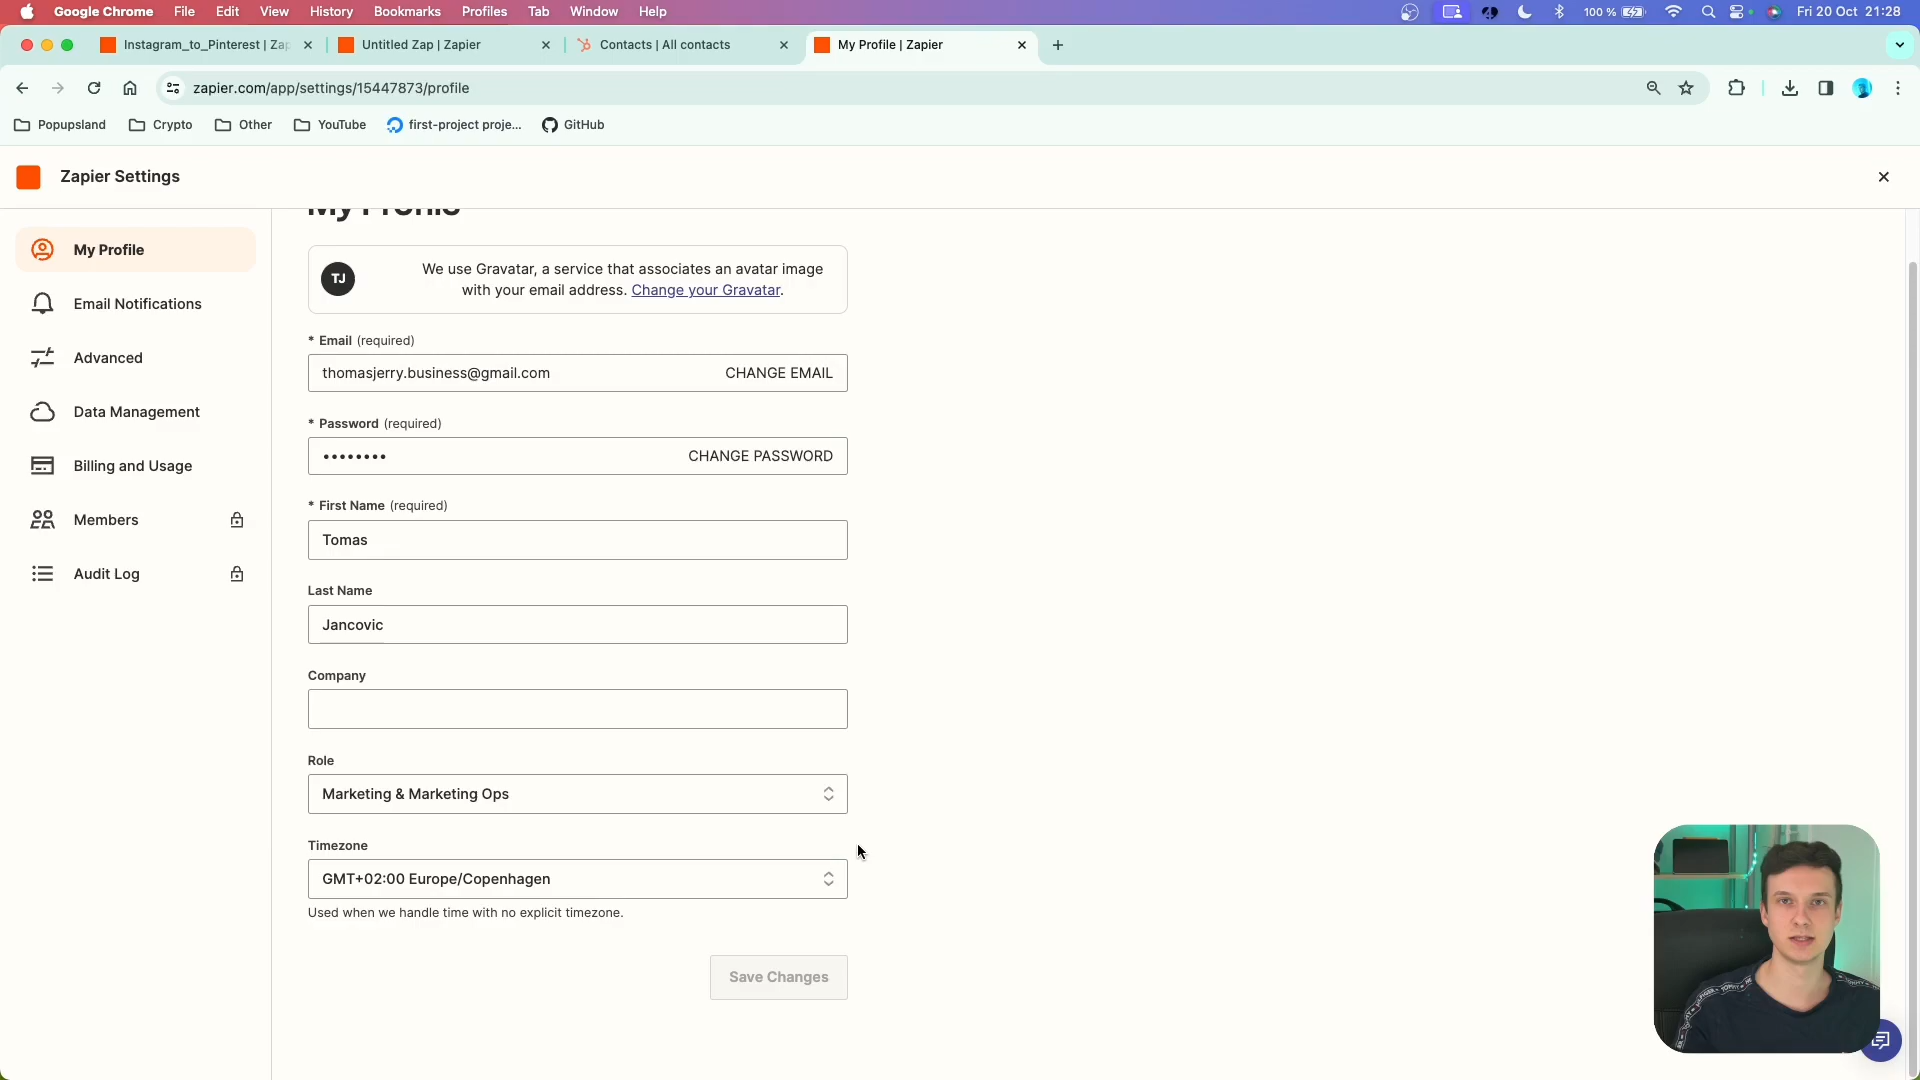 Google Chrome File Edit View History Bookmarks Profiles Tab Window Help 100 % Fri 20 Oct 21:28
Instagram_to_Pinterest | Zap Untitled Zap | Zapier Contacts | All contacts My Profile | Zapier
zapier.com/app/settings/15447873/profile
Popupsland Crypto Other YouTube first-project proje... GitHub
Zapier Settings
My Profile
My Profile
Email Notifications
Advanced
Data Management
Billing and Usage
Members
Audit Log
TJ
We use Gravatar, a service that associates an avatar image
with your email address. Change your Gravatar.
* Email (required)
thomasjerry.business@gmail.com CHANGE EMAIL
* Password (required)
•••••••• CHANGE PASSWORD
* First Name (required)
Tomas
Last Name
Jancovic
Company
Role
Marketing & Marketing Ops
Timezone
GMT+02:00 Europe/Copenhagen
Used when we handle time with no explicit timezone.
Save Changes